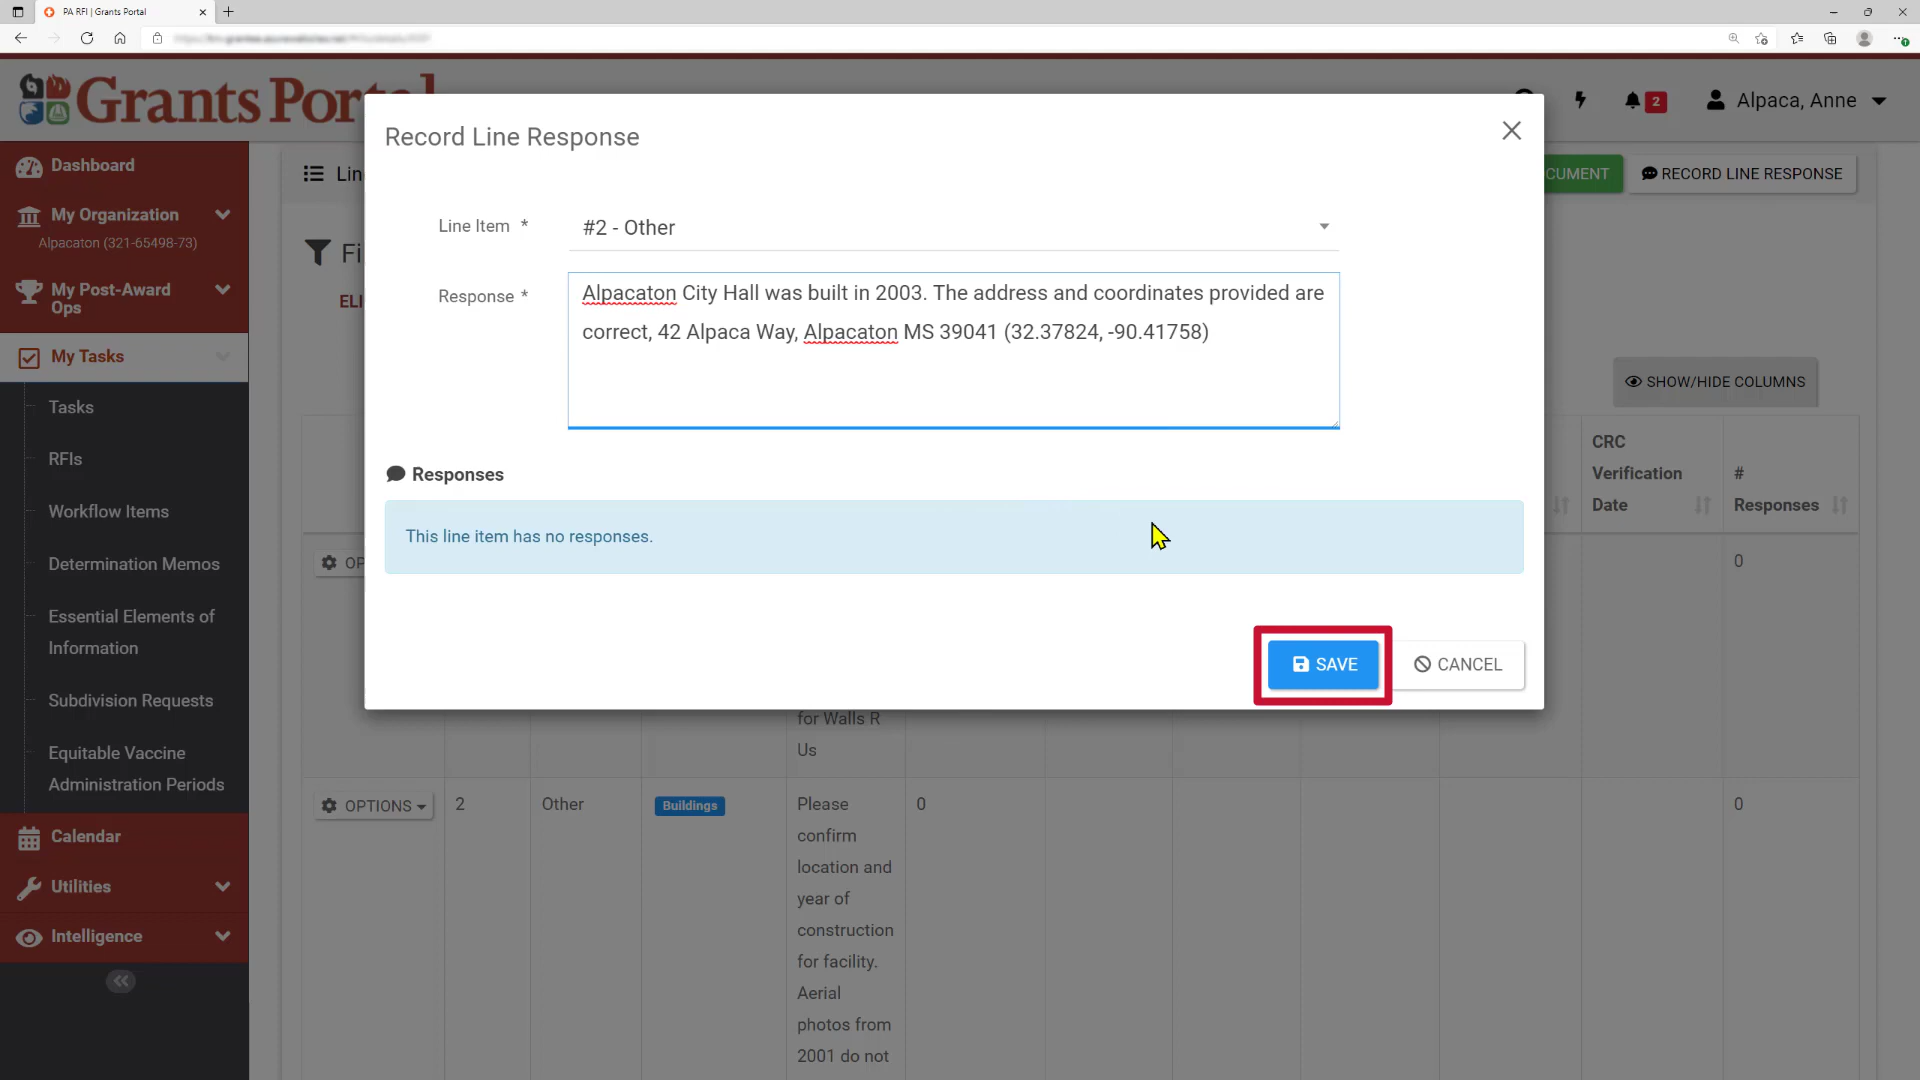 PA RFI | Grants Portal
Grants Por
2
Alpaca, Anne
Record Line Response
Line Item *
#2 - Other
Response *
Alpacaton City Hall was built in 2003. The address and coordinates provided are
correct, 42 Alpaca Way, Alpacaton MS 39041 (32.37824, -90.41758)
Responses
This line item has no responses.
SAVE
CANCEL
Dashboard
My Organization
Alpacaton (321-65498-73)
My Post-Award
Ops
My Tasks
Tasks
RFIs
Workflow Items
Determination Memos
Essential Elements of
Information
Subdivision Requests
Equitable Vaccine
Administration Periods
Calendar
Utilities
Intelligence
Lin
CUMENT
RECORD LINE RESPONSE
Fi
ELI
SHOW/HIDE COLUMNS
CRC
Verification
Date
#
Responses
OP
0
for Walls R
Us
OPTIONS
2
Other
Buildings
Please
confirm
location and
year of
construction
for facility.
Aerial
photos from
2001 do not
0
0